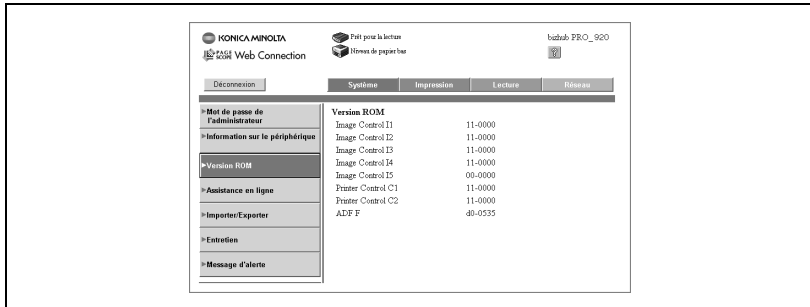 KONICA MINOLTA
PAGE SCOPE Web Connection
Prêt pour la lecture
Niveau de papier bas
bizhub PRO_920
?
Déconnexion
Système
Impression
Lecture
Réseau
Mot de passe de l'administrateur
Information sur le périphérique
Version ROM
Assistance en ligne
Importer/Exporter
Entretien
Message d'alerte
Version ROM
Image Control I1 11-0000
Image Control I2 11-0000
Image Control I3 11-0000
Image Control I4 11-0000
Image Control I5 00-0000
Printer Control C1 11-0000
Printer Control C2 11-0000
ADF F d0-0535